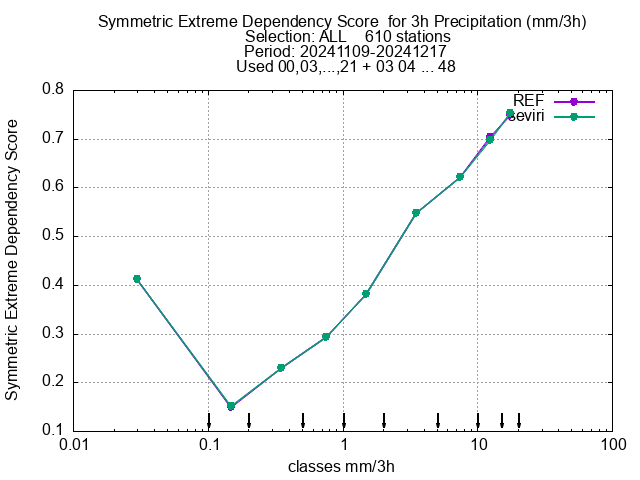 Symmetric Extreme Dependency Score  for 3h Precipitation (mm/3h)
Selection: ALL    610 stations
Period: 20241109-20241217
Used 00,03,...,21 + 03 04 ... 48
REF
seviri
Symmetric Extreme Dependency Score
0.8
0.7
0.6
0.5
0.4
0.3
0.2
0.1
0.01
0.1
1
10
100
classes mm/3h